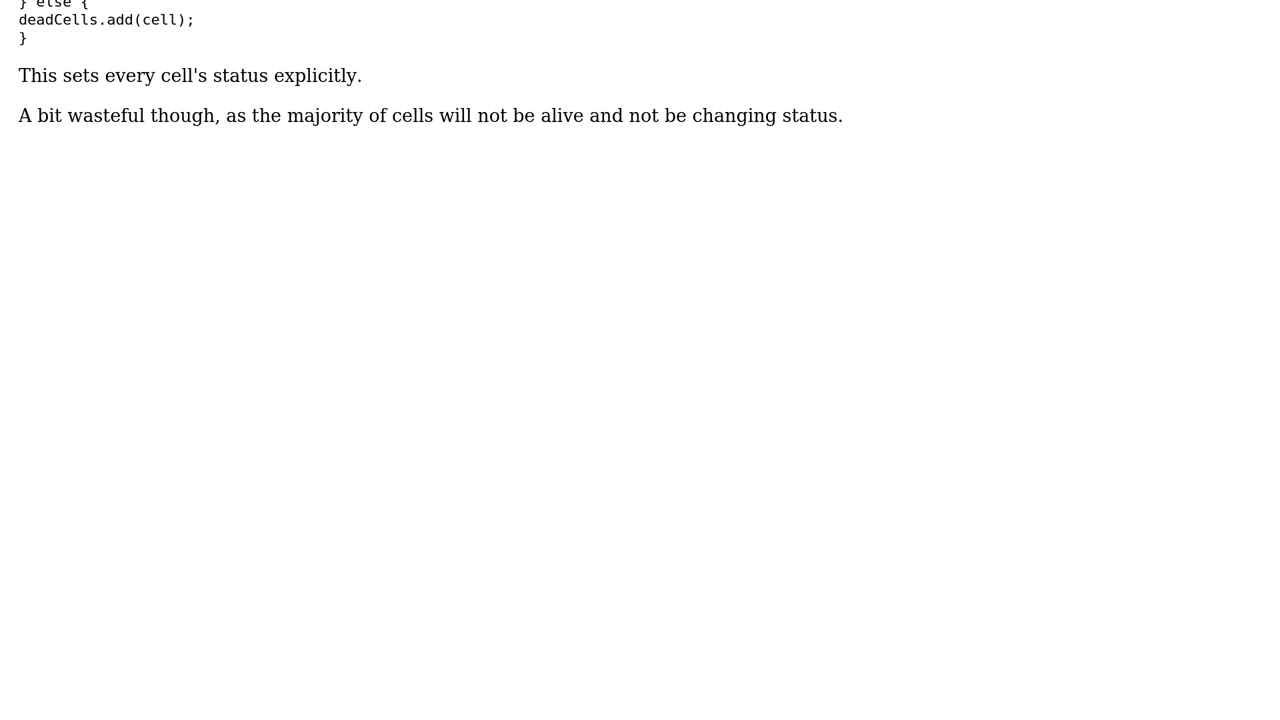 } else {
deadCells.add(cell);
}
This sets every cell's status explicitly.
A bit wasteful though, as the majority of cells will not be alive and not be changing status.